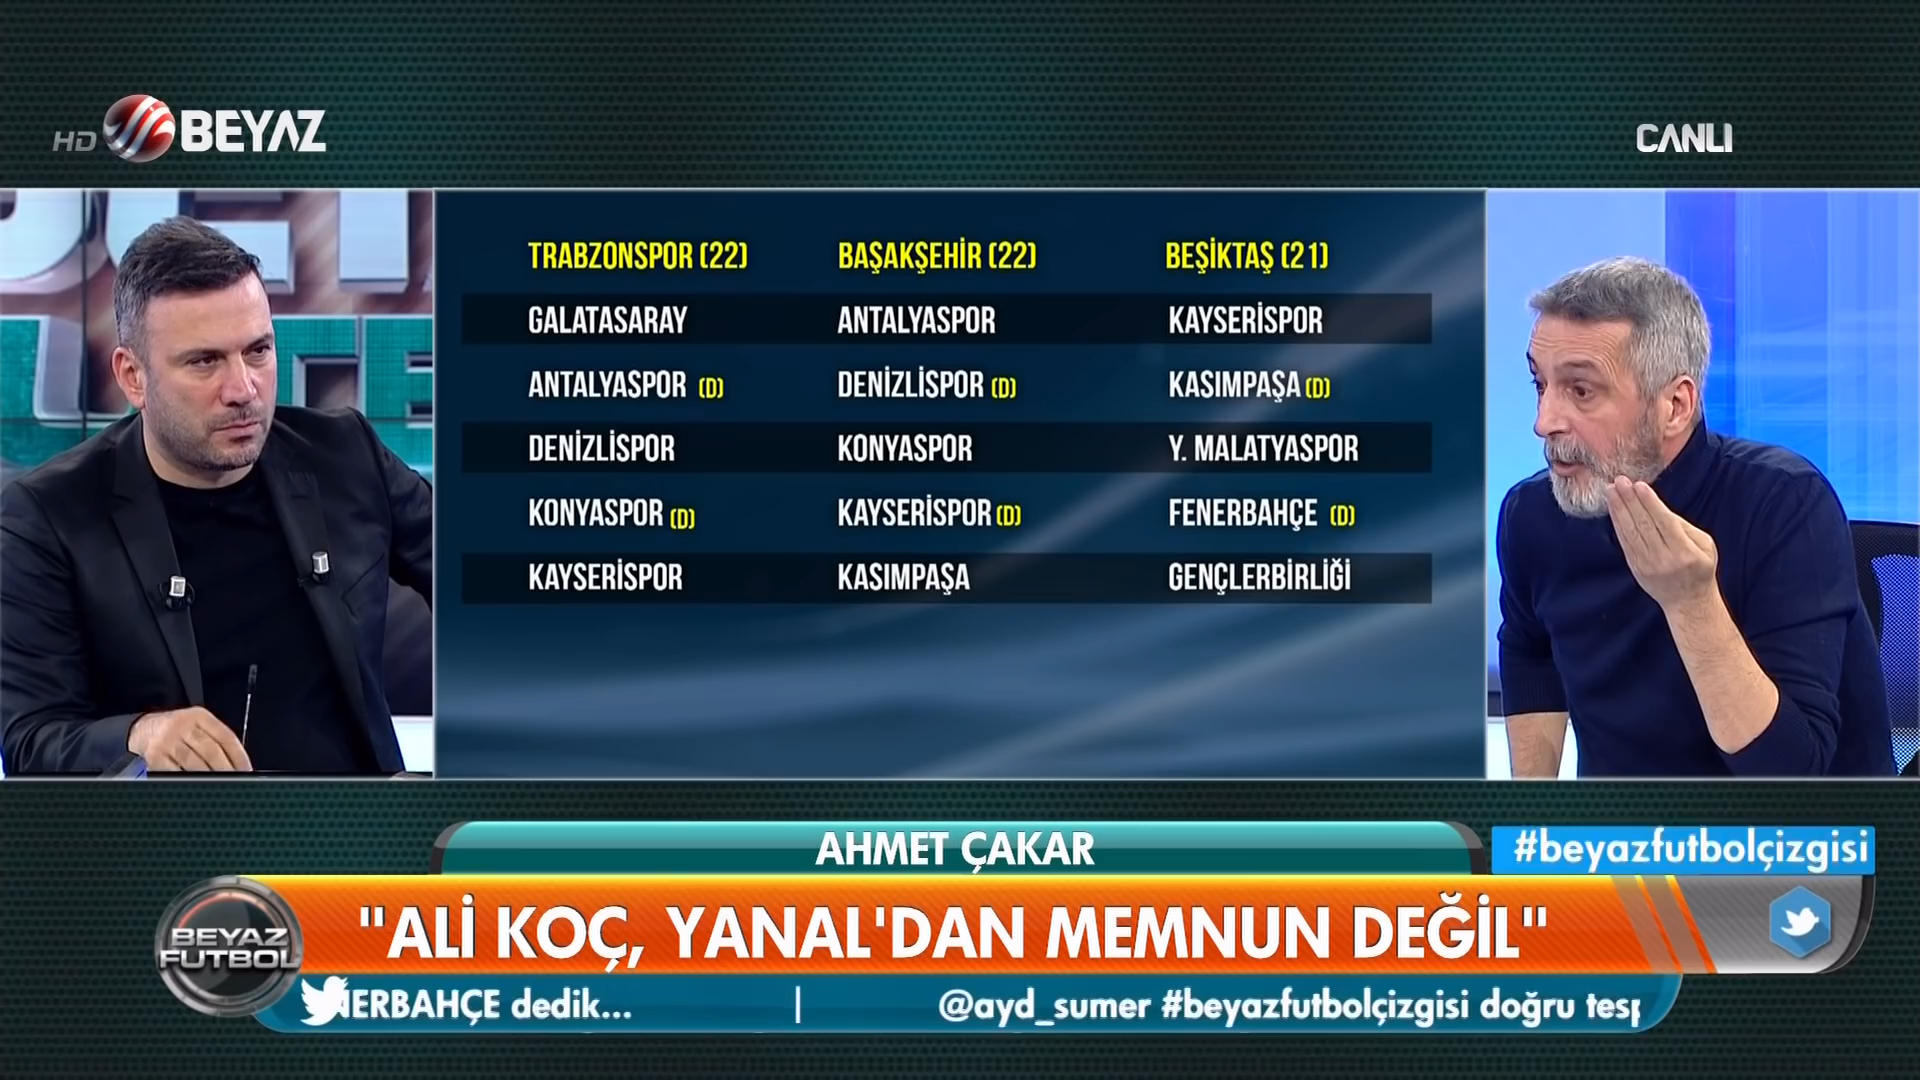 HD BEYAZ
CANLI
TRABZONSPOR (22) BAŞAKŞEHİR (22) BEŞİKTAŞ (21)
GALATASARAY ANTALYASPOR KAYSERİSPOR
ANTALYASPOR (D) DENİZLİSPOR (D) KASIMPAŞA (D)
DENİZLİSPOR KONYASPOR Y. MALATYASPOR
KONYASPOR (D) KAYSERİSPOR (D) FENERBAHÇE (D)
KAYSERİSPOR KASIMPAŞA GENÇLERBİRLİĞİ
AHMET ÇAKAR
#beyazfutbolçizgisi
"ALİ KOÇ, YANAL'DAN MEMNUN DEĞİL"
BEYAZ
FUTBOL
NERBAHÇE dedik... | @ayd_sumer #beyazfutbolçizgisi doğru tesp